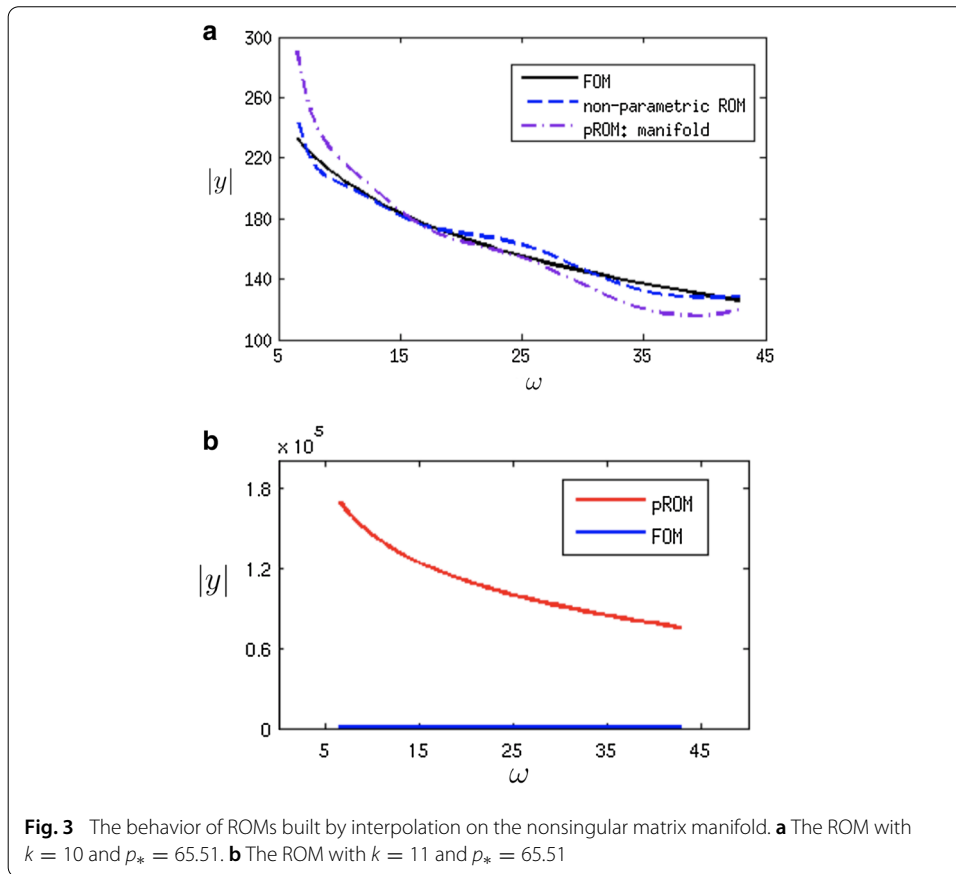 a
300
260
220
180
140
100
|y|
FOM
non-parametric ROM
pROM: manifold
5 15 25 35 45
ω
b
× 10⁵
1.8
1.2
0.6
0
|y|
pROM
FOM
5 15 25 35 45
ω
Fig. 3 The behavior of ROMs built by interpolation on the nonsingular matrix manifold. a The ROM with
k = 10 and p∗ = 65.51. b The ROM with k = 11 and p∗ = 65.51